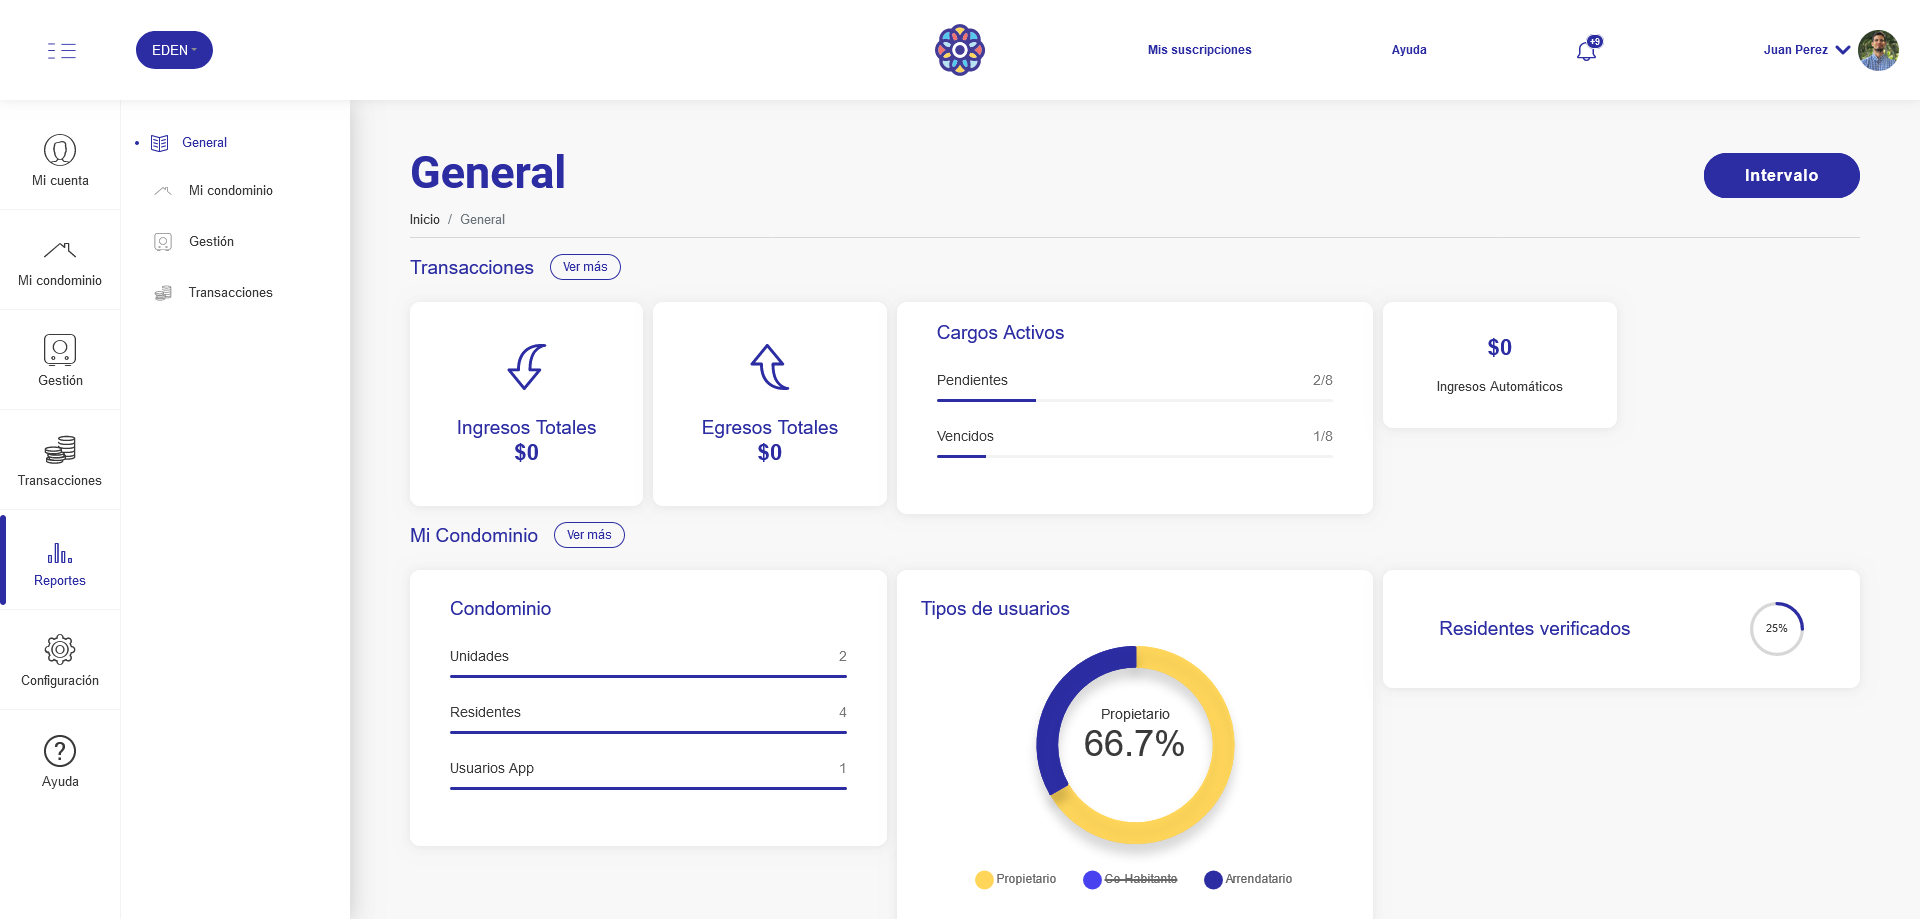 EDEN
Mis suscripciones
Ayuda
+9
Juan Perez
Mi cuenta
Mi condominio
Gestión
Transacciones
Reportes
Configuración
Ayuda
General
Mi condominio
Gestión
Transacciones
General
Intervalo
Inicio / General
Transacciones
Ver más
Ingresos Totales
$0
Egresos Totales
$0
Cargos Activos
Pendientes 2/8
Vencidos 1/8
$0
Ingresos Automáticos
Mi Condominio
Ver más
Condominio
Unidades 2
Residentes 4
Usuarios App 1
Tipos de usuarios
Propietario
66.7%
Propietario Co-Habitante Arrendatario
Residentes verificados
25%